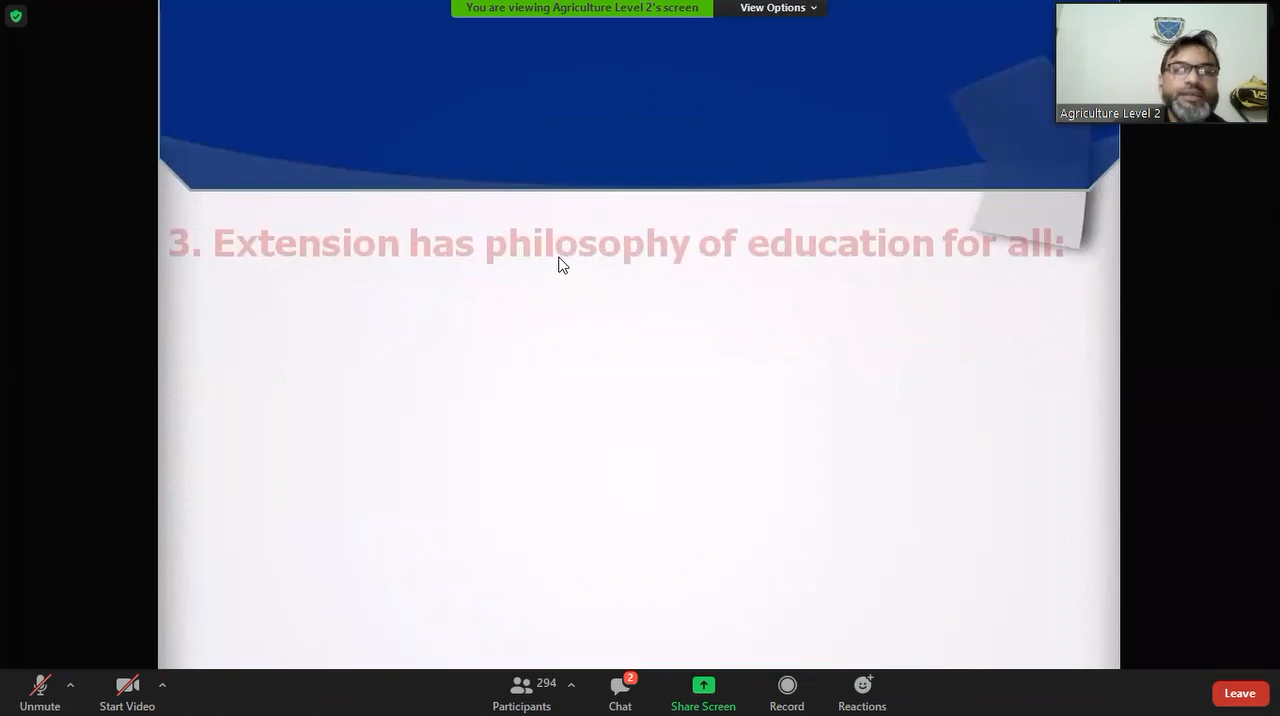 You are viewing Agriculture Level 2's screen
View Options
Agriculture Level 2
3. Extension has philosophy of education for all:
Unmute
Start Video
294
Participants
2
Chat
Share Screen
Record
Reactions
Leave